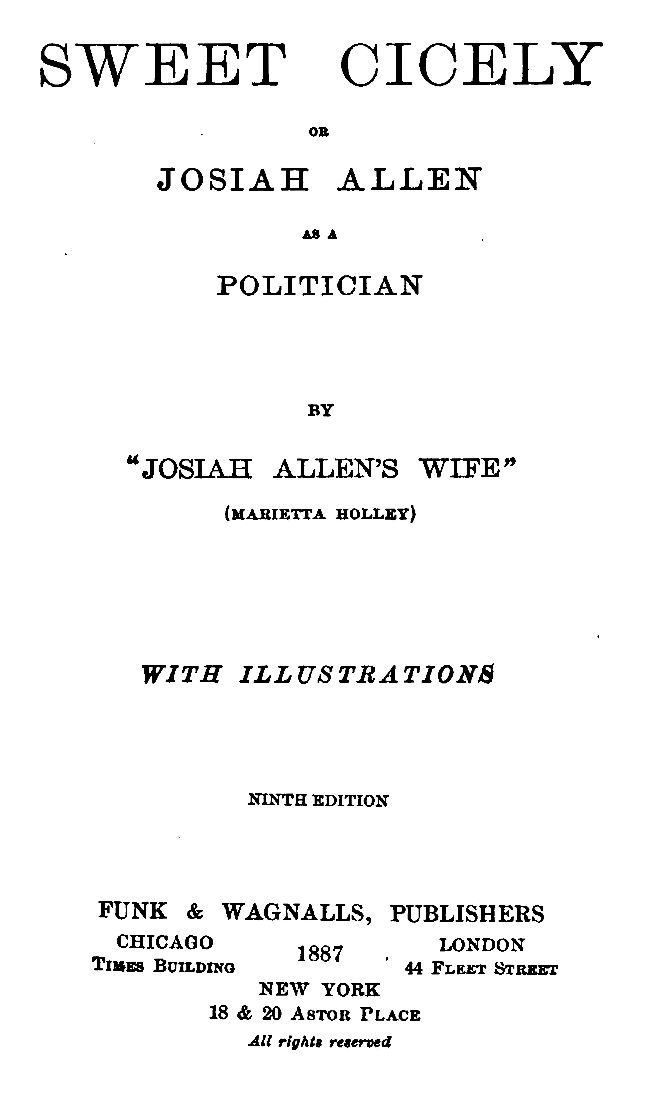 SWEET CICELY
OR
JOSIAH ALLEN
AS A
POLITICIAN
BY
“JOSIAH ALLEN’S WIFE”
(MARIETTA HOLLEY)
WITH ILLUSTRATIONS
NINTH EDITION
FUNK & WAGNALLS, PUBLISHERS
CHICAGO 1887 LONDON
TIMES BUILDING 44 FLEET STREET
NEW YORK
18 & 20 ASTOR PLACE
All rights reserved